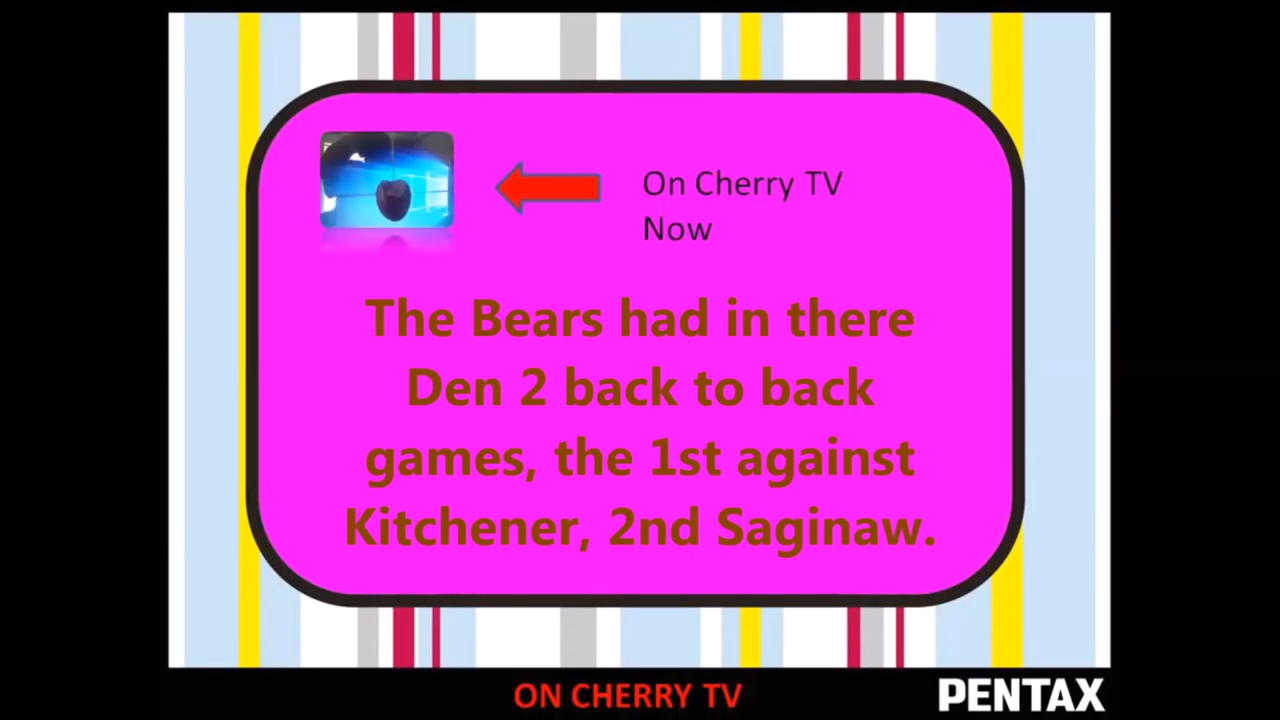 On Cherry TV
Now
The Bears had in there
Den 2 back to back
games, the 1st against
Kitchener, 2nd Saginaw.
ON CHERRY TV
PENTAX